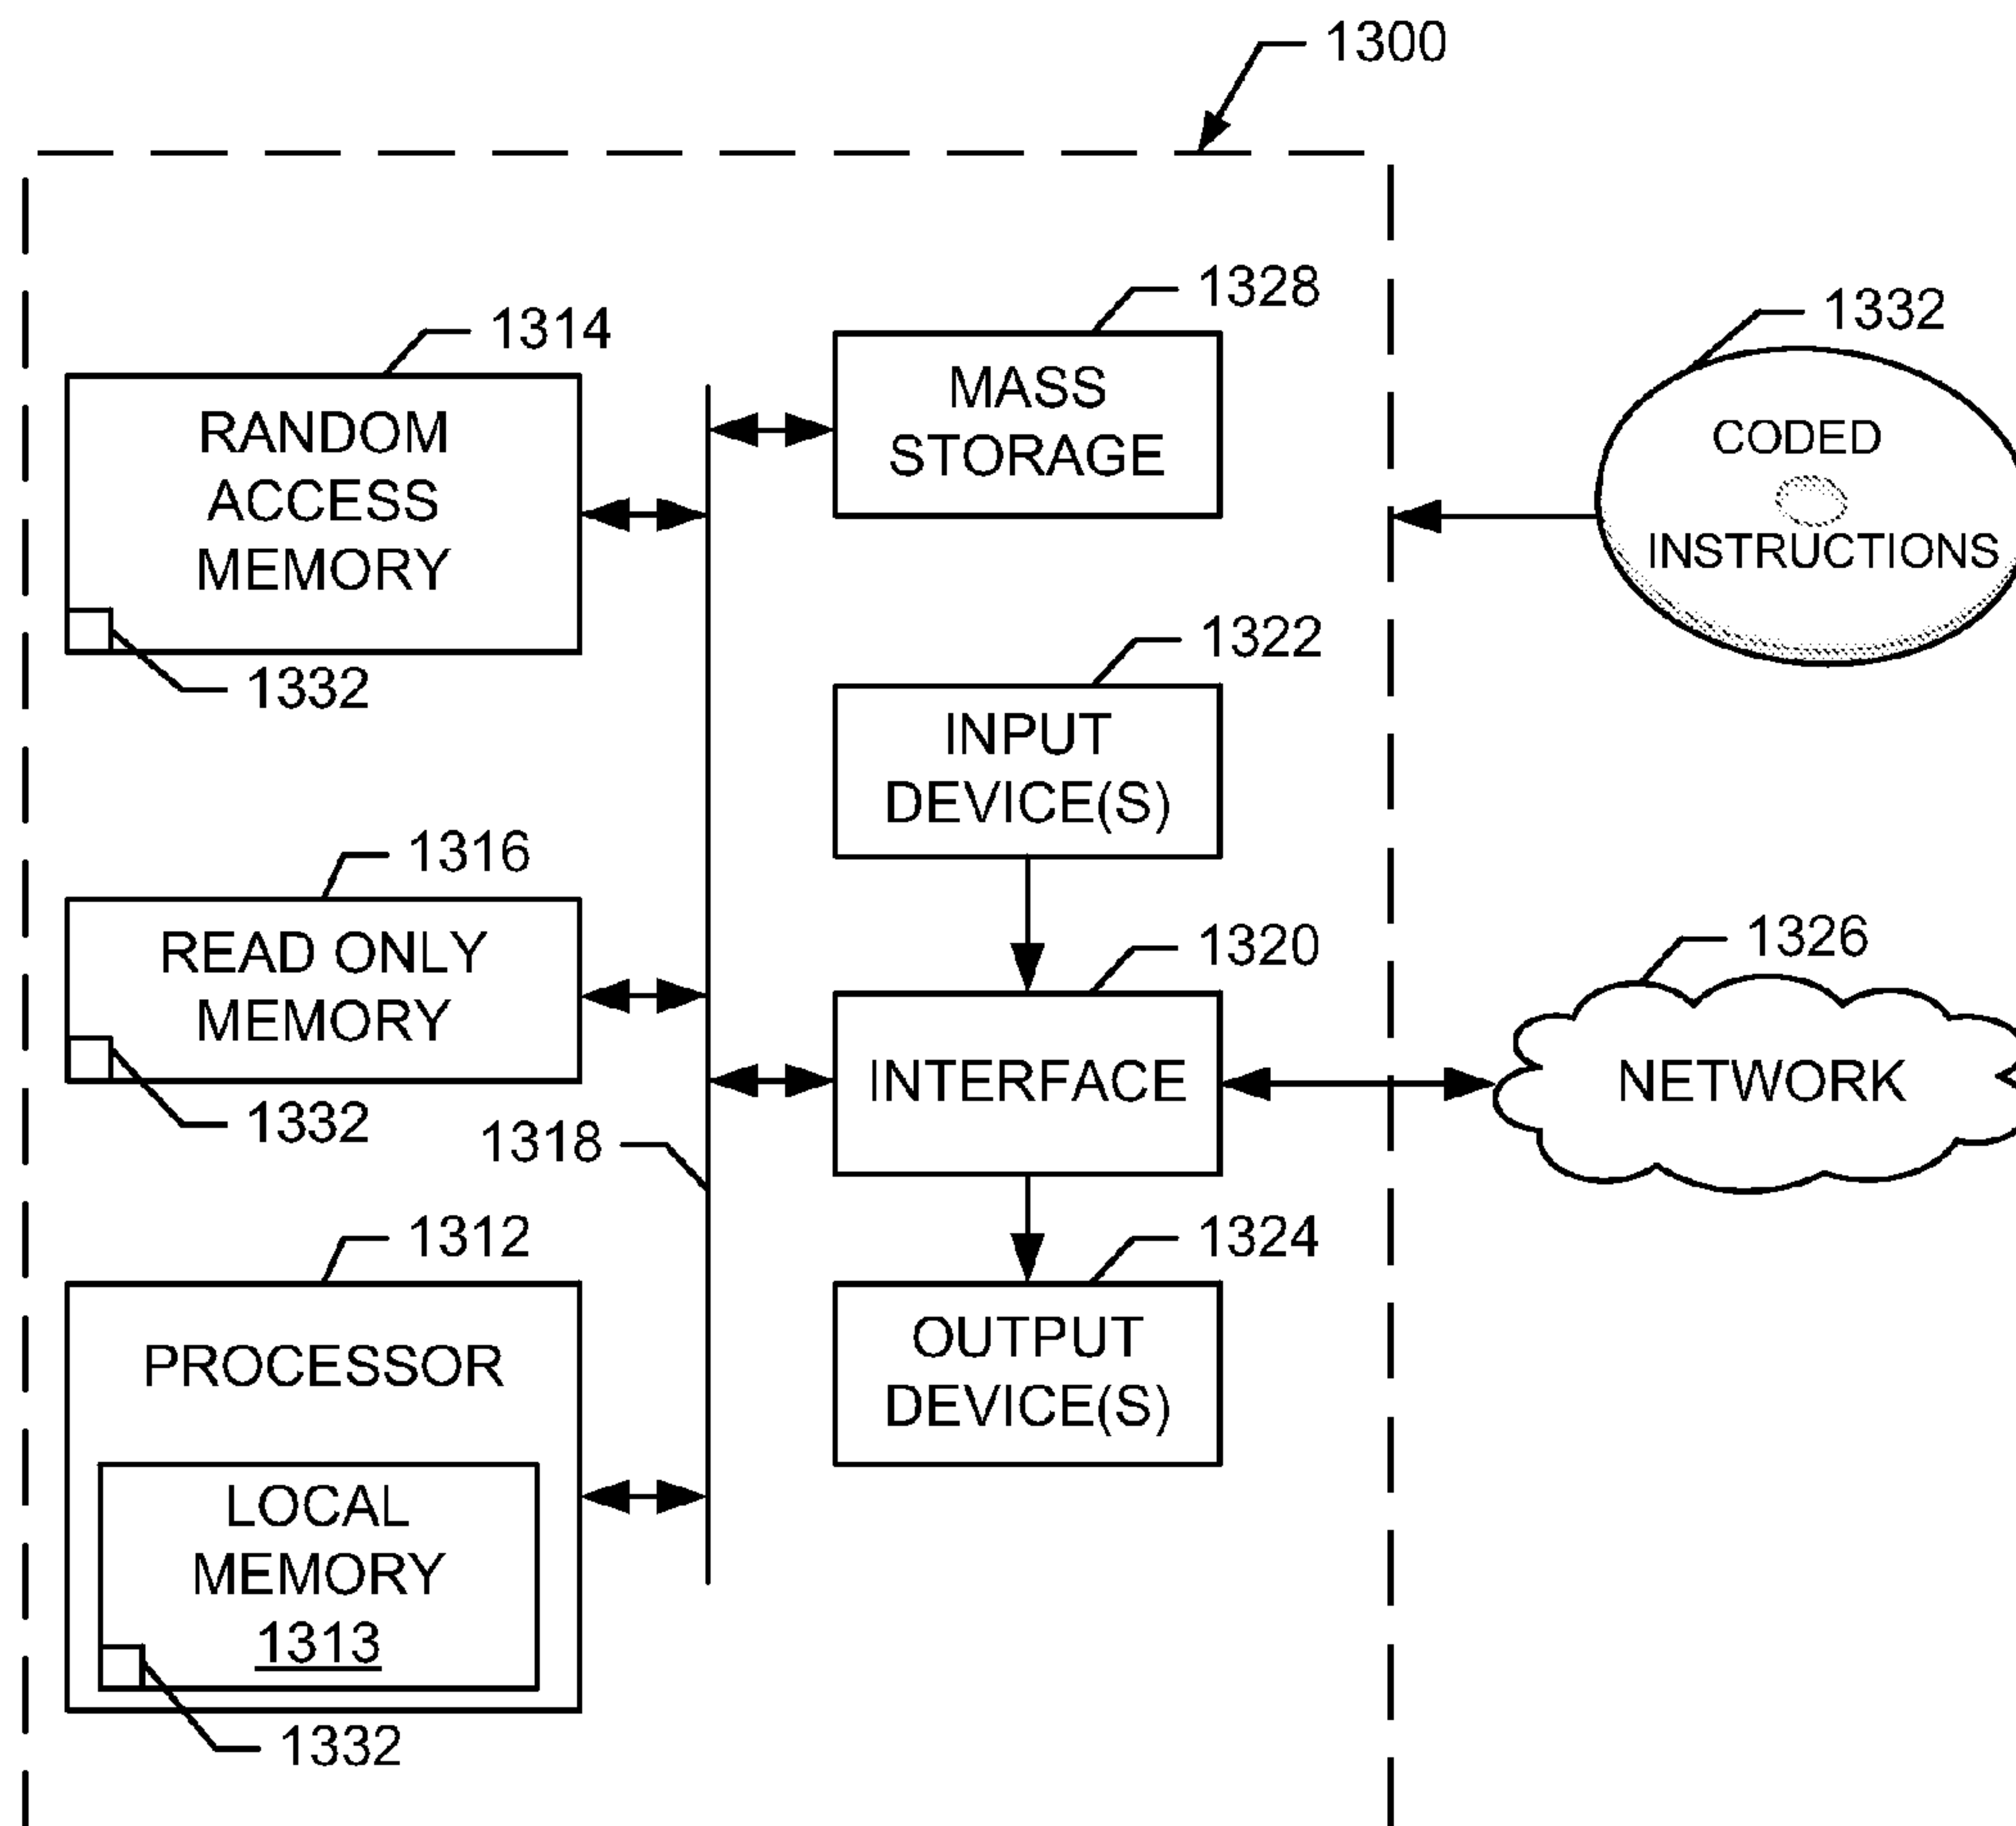 1300
1328
MASS
STORAGE
1314
RANDOM
ACCESS
MEMORY
1332
1332
CODED
INSTRUCTIONS
1322
INPUT
DEVICE(S)
1316
READ ONLY
MEMORY
1332
1320
INTERFACE
1326
NETWORK
1318
1312
PROCESSOR
LOCAL
MEMORY
1313
1332
1324
OUTPUT
DEVICE(S)